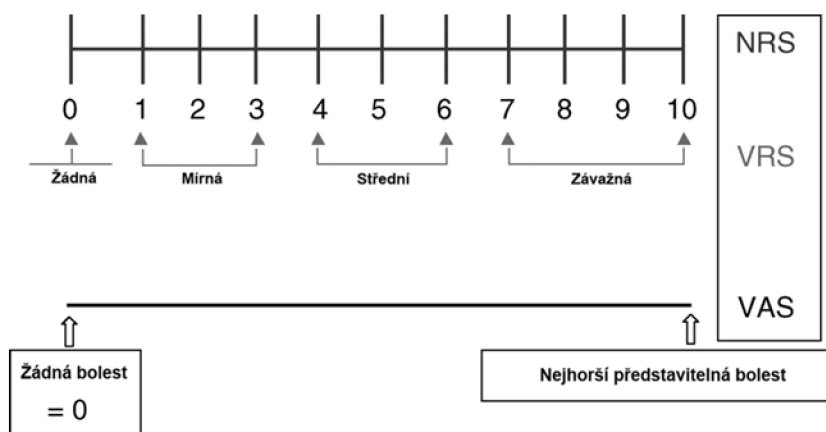 NRS
0 1 2 3 4 5 6 7 8 9 10
VRS
Žádná Mírná Střední Závažná
VAS
Žádná bolest
= 0
Nejhorší představitelná bolest